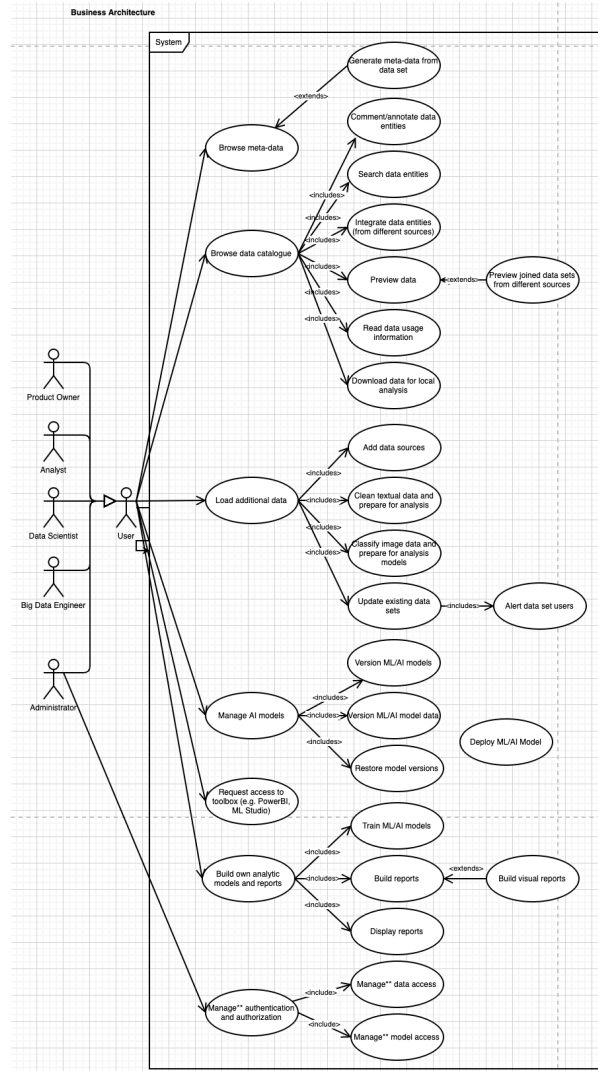 Business Architecture
System
Generate meta-data from
data set
<extends>
Browse meta-data
Comment/annotate data
entities
<includes>
Search data entities
<includes>
Integrate data entities
(from different sources)
<includes>
Browse data catalogue
<includes>
Preview data
<extends>
Preview joined data sets
from different sources
<includes>
Read data usage
information
<includes>
Download data for local
analysis
Product Owner
Analyst
Data Scientist
Big Data Engineer
Administrator
User
Add data sources
<includes>
Load additional data
<includes>
Clean textual data and
prepare for analysis
<includes>
Classify image data and
prepare for analysis
models
<includes>
Update existing data
sets
<includes>
Alert data set users
Version ML/AI models
<includes>
Manage AI models
<includes>
Version ML/AI model data
<includes>
Restore model versions
Deploy ML/AI Model
Request access to
toolbox (e.g. PowerBI,
ML Studio)
Train ML/AI models
<includes>
Build own analytic
models and reports
<includes>
Build reports
<extends>
Build visual reports
<includes>
Display reports
Manage** data access
<include>
Manage** authentication
and authorization
<include>
Manage** model access